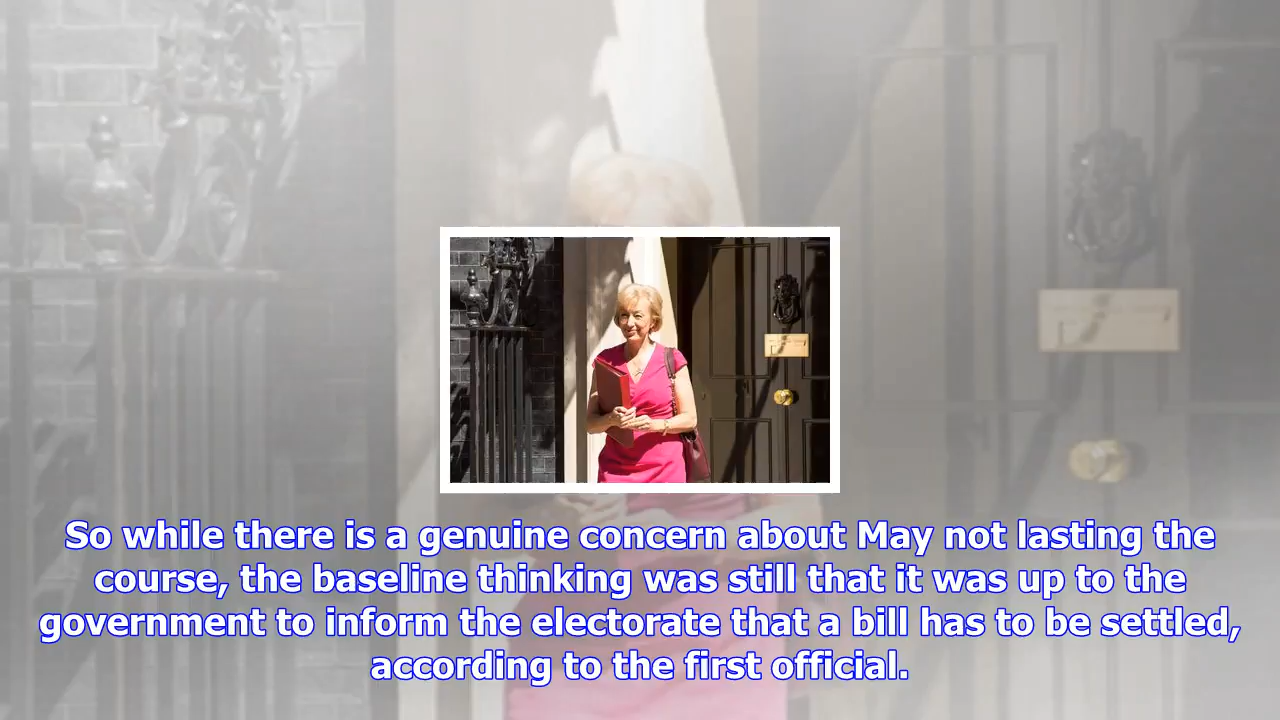 So while there is a genuine concern about May not lasting the
course, the baseline thinking was still that it was up to the
government to inform the electorate that a bill has to be settled,
according to the first official.